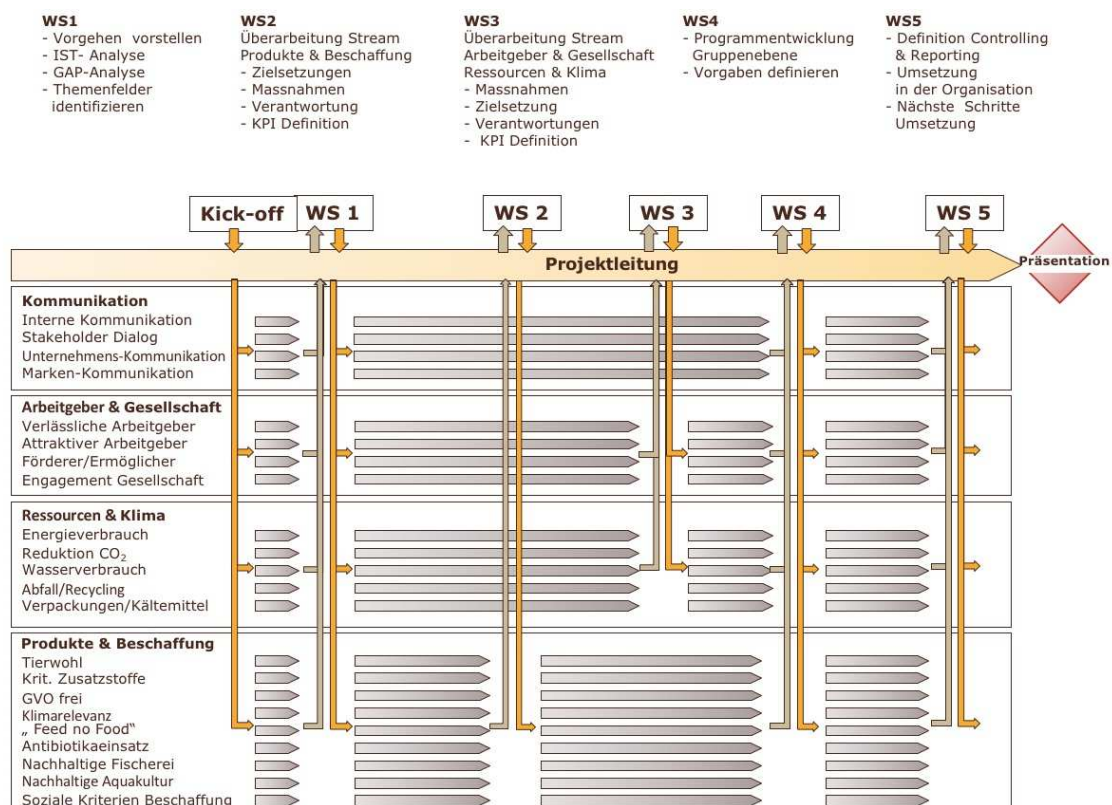 WS1
- Vorgehen vorstellen
- IST- Analyse
- GAP-Analyse
- Themenfelder
identifizieren
WS2
Überarbeitung Stream
Produkte & Beschaffung
- Zielsetzungen
- Massnahmen
- Verantwortung
- KPI Definition
WS3
Überarbeitung Stream
Arbeitgeber & Gesellschaft
Ressourcen & Klima
- Massnahmen
- Zielsetzung
- Verantwortungen
- KPI Definition
WS4
- Programmentwicklung
Gruppenebene
- Vorgaben definieren
WS5
- Definition Controlling
& Reporting
- Umsetzung
in der Organisation
- Nächste Schritte
Umsetzung
Kick-off
WS 1
WS 2
WS 3
WS 4
WS 5
Projektleitung
Präsentation
Kommunikation
Interne Kommunikation
Stakeholder Dialog
Unternehmens-Kommunikation
Marken-Kommunikation
Arbeitgeber & Gesellschaft
Verlässliche Arbeitgeber
Attraktiver Arbeitgeber
Förderer/Ermöglicher
Engagement Gesellschaft
Ressourcen & Klima
Energieverbrauch
Reduktion CO₂
Wasserverbrauch
Abfall/Recycling
Verpackungen/Kältemittel
Produkte & Beschaffung
Tierwohl
Krit. Zusatzstoffe
GVO frei
Klimarelevanz
„ Feed no Food“
Antibiotikaeinsatz
Nachhaltige Fischerei
Nachhaltige Aquakultur
Soziale Kriterien Beschaffung